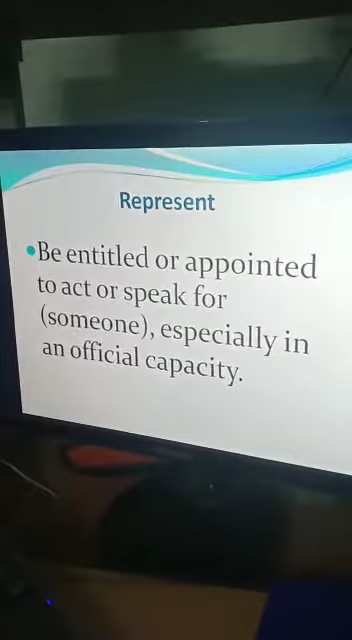 Represent
•Be entitled or appointed
to act or speak for
(someone), especially in
an official capacity.